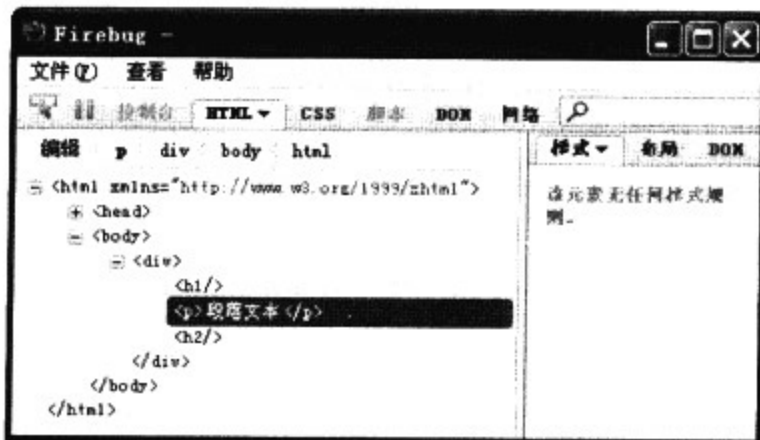 Firebug -
文件(F) 查看 帮助
控制台 HTML CSS 脚本 DOM 网络
编辑 p div body html
样式 布局 DOM
<html xmlns="http://www.w3.org/1999/xhtml">
<head>
<body>
<div>
<h1/>
<p>段落文本</p>
<h2/>
</div>
</body>
</html>
该元素无任何样式规
则。